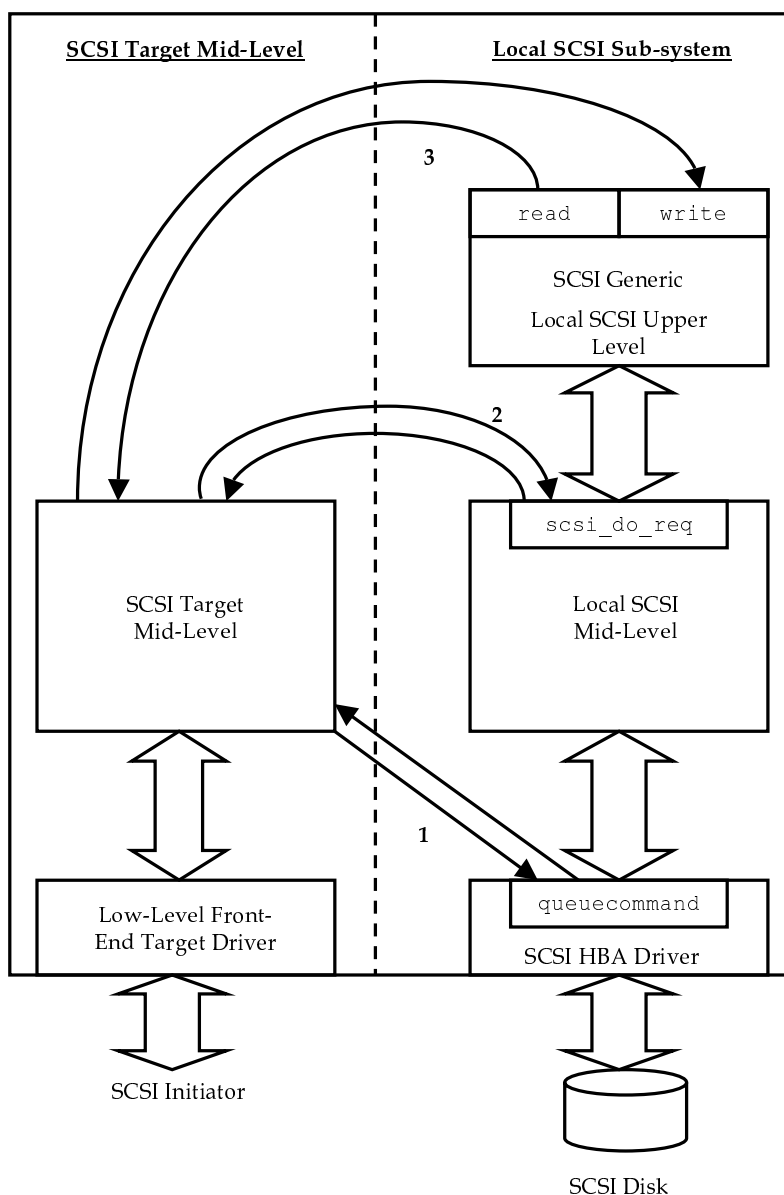 SCSI Target Mid-Level
Local SCSI Sub-system
3
read
write
SCSI Generic
Local SCSI Upper
Level
2
scsi_do_req
SCSI Target
Mid-Level
Local SCSI
Mid-Level
1
Low-Level Front-
End Target Driver
queuecommand
SCSI HBA Driver
SCSI Initiator
SCSI Disk